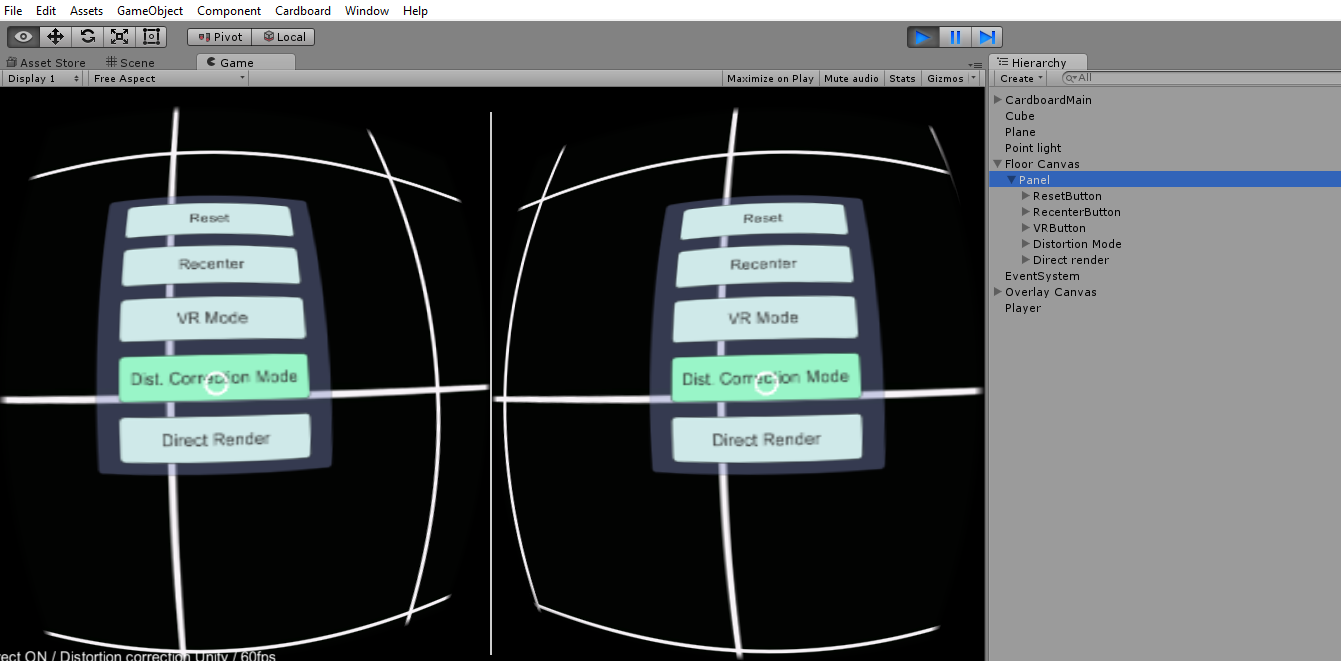 File Edit Assets GameObject Component Cardboard Window Help
Pivot Local
Asset Store Scene Game
Display 1 Free Aspect Maximize on Play Mute audio Stats Gizmos
Reset
Recenter
VR Mode
Dist. Correction Mode
Direct Render
Reset
Recenter
VR Mode
Dist. Correction Mode
Direct Render
rect ON / Distortion correction Unity / 60fps
Hierarchy
Create All
CardboardMain
Cube
Plane
Point light
Floor Canvas
Panel
ResetButton
RecenterButton
VRButton
Distortion Mode
Direct render
EventSystem
Overlay Canvas
Player